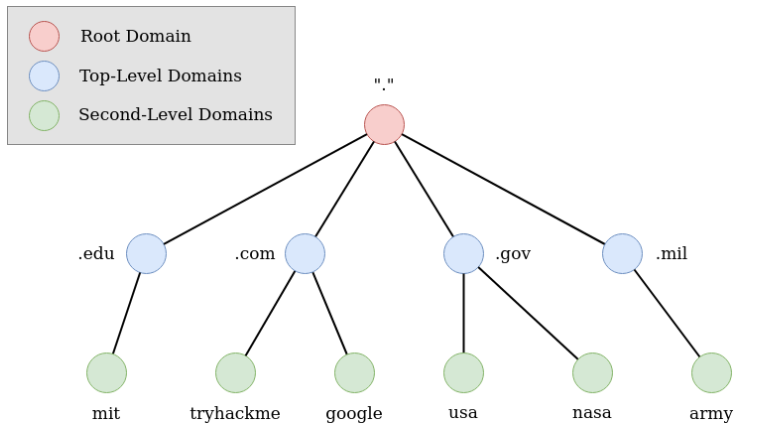 Root Domain
Top-Level Domains
Second-Level Domains
"."
.edu
.com
.gov
.mil
mit
tryhackme
google
usa
nasa
army